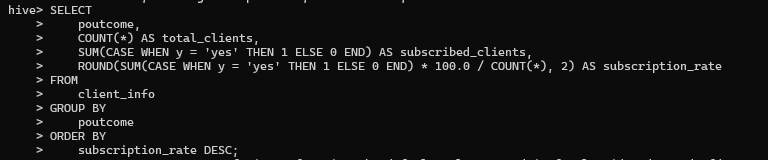 hive> SELECT
    >     poutcome,
    >     COUNT(*) AS total_clients,
    >     SUM(CASE WHEN y = 'yes' THEN 1 ELSE 0 END) AS subscribed_clients,
    >     ROUND(SUM(CASE WHEN y = 'yes' THEN 1 ELSE 0 END) * 100.0 / COUNT(*), 2) AS subscription_rate
    > FROM
    >     client_info
    > GROUP BY
    >     poutcome
    > ORDER BY
    >     subscription_rate DESC;